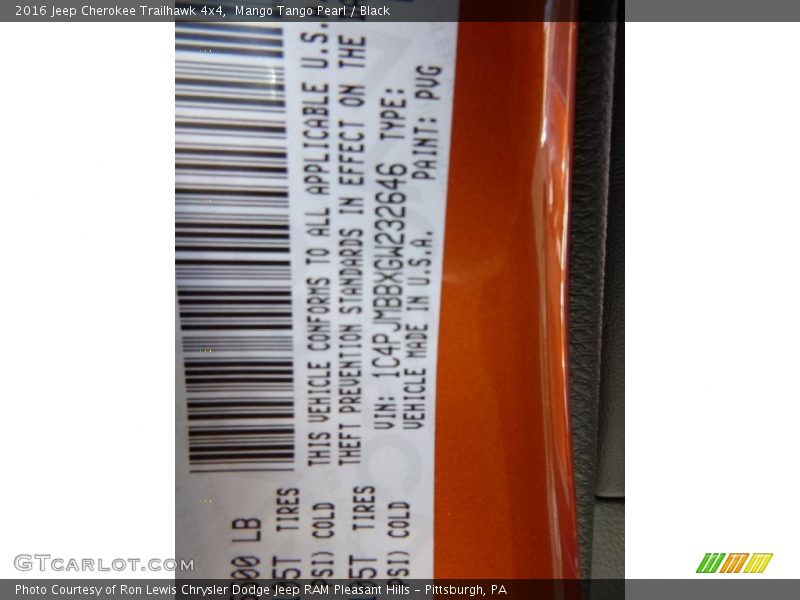 2016 Jeep Cherokee Trailhawk 4x4, Mango Tango Pearl / Black
THIS VEHICLE CONFORMS TO ALL APPLICABLE U.S.
THEFT PREVENTION STANDARDS IN EFFECT ON THE
VIN: 1C4PJMBBXGW232646 TYPE:
VEHICLE MADE IN U.S.A. PAINT: PVG
LB
TIRES
COLD
TIRES
COLD
GTCARLOT.COM
Photo Courtesy of Ron Lewis Chrysler Dodge Jeep RAM Pleasant Hills – Pittsburgh, PA